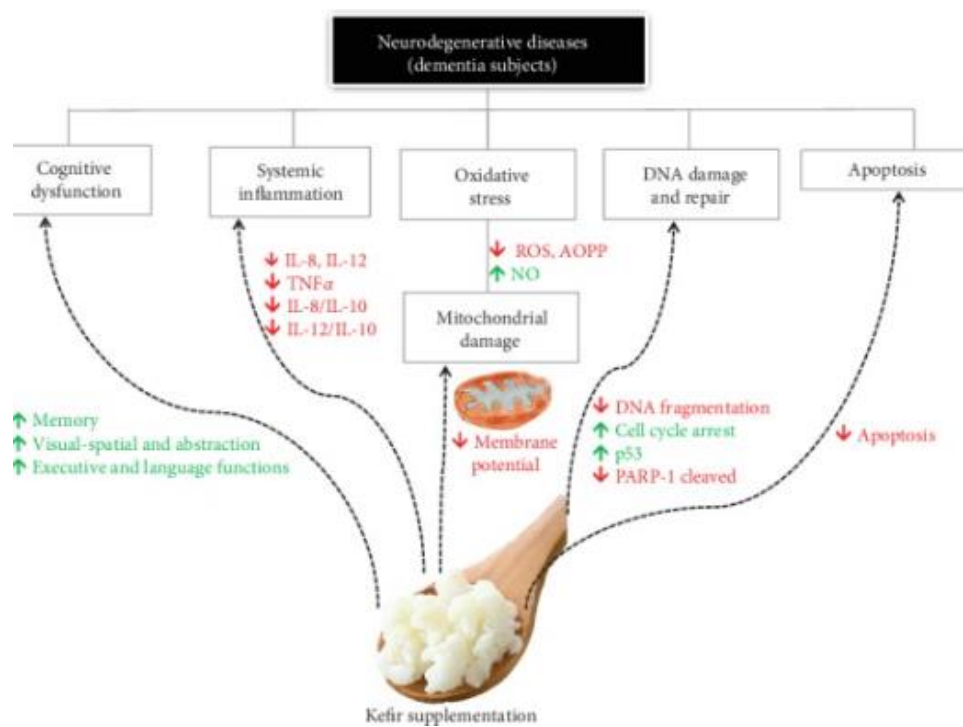 Neurodegenerative diseases
(dementia subjects)
Cognitive
dysfunction
Systemic
inflammation
Oxidative
stress
DNA damage
and repair
Apoptosis
↓ IL-8, IL-12
↓ TNFα
↓ IL-8/IL-10
↓ IL-12/IL-10
↓ ROS, AOPP
↑ NO
Mitochondrial
damage
↑ Memory
↑ Visual-spatial and abstraction
↑ Executive and language functions
↓ Membrane
potential
↓ DNA fragmentation
↑ Cell cycle arrest
↑ p53
↓ PARP-1 cleaved
↓ Apoptosis
Kefir supplementation